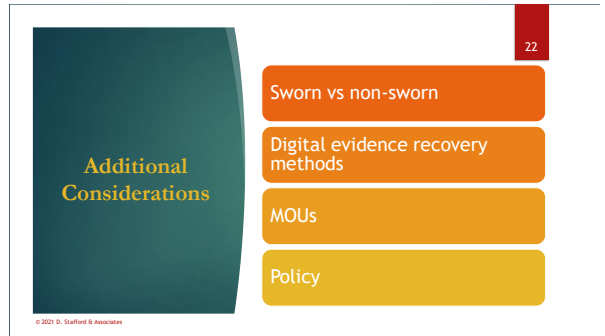 22
Additional
Considerations
Sworn vs non-sworn
Digital evidence recovery
methods
MOUs
Policy
© 2021 D. Stafford & Associates